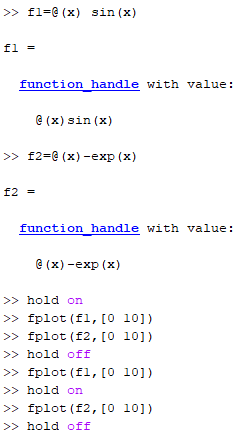 >> f1=@(x) sin(x)
f1 =
function_handle with value:
@(x)sin(x)
>> f2=@(x)-exp(x)
f2 =
function_handle with value:
@(x)-exp(x)
>> hold on
>> fplot(f1,[0 10])
>> fplot(f2,[0 10])
>> hold off
>> fplot(f1,[0 10])
>> hold on
>> fplot(f2,[0 10])
>> hold off